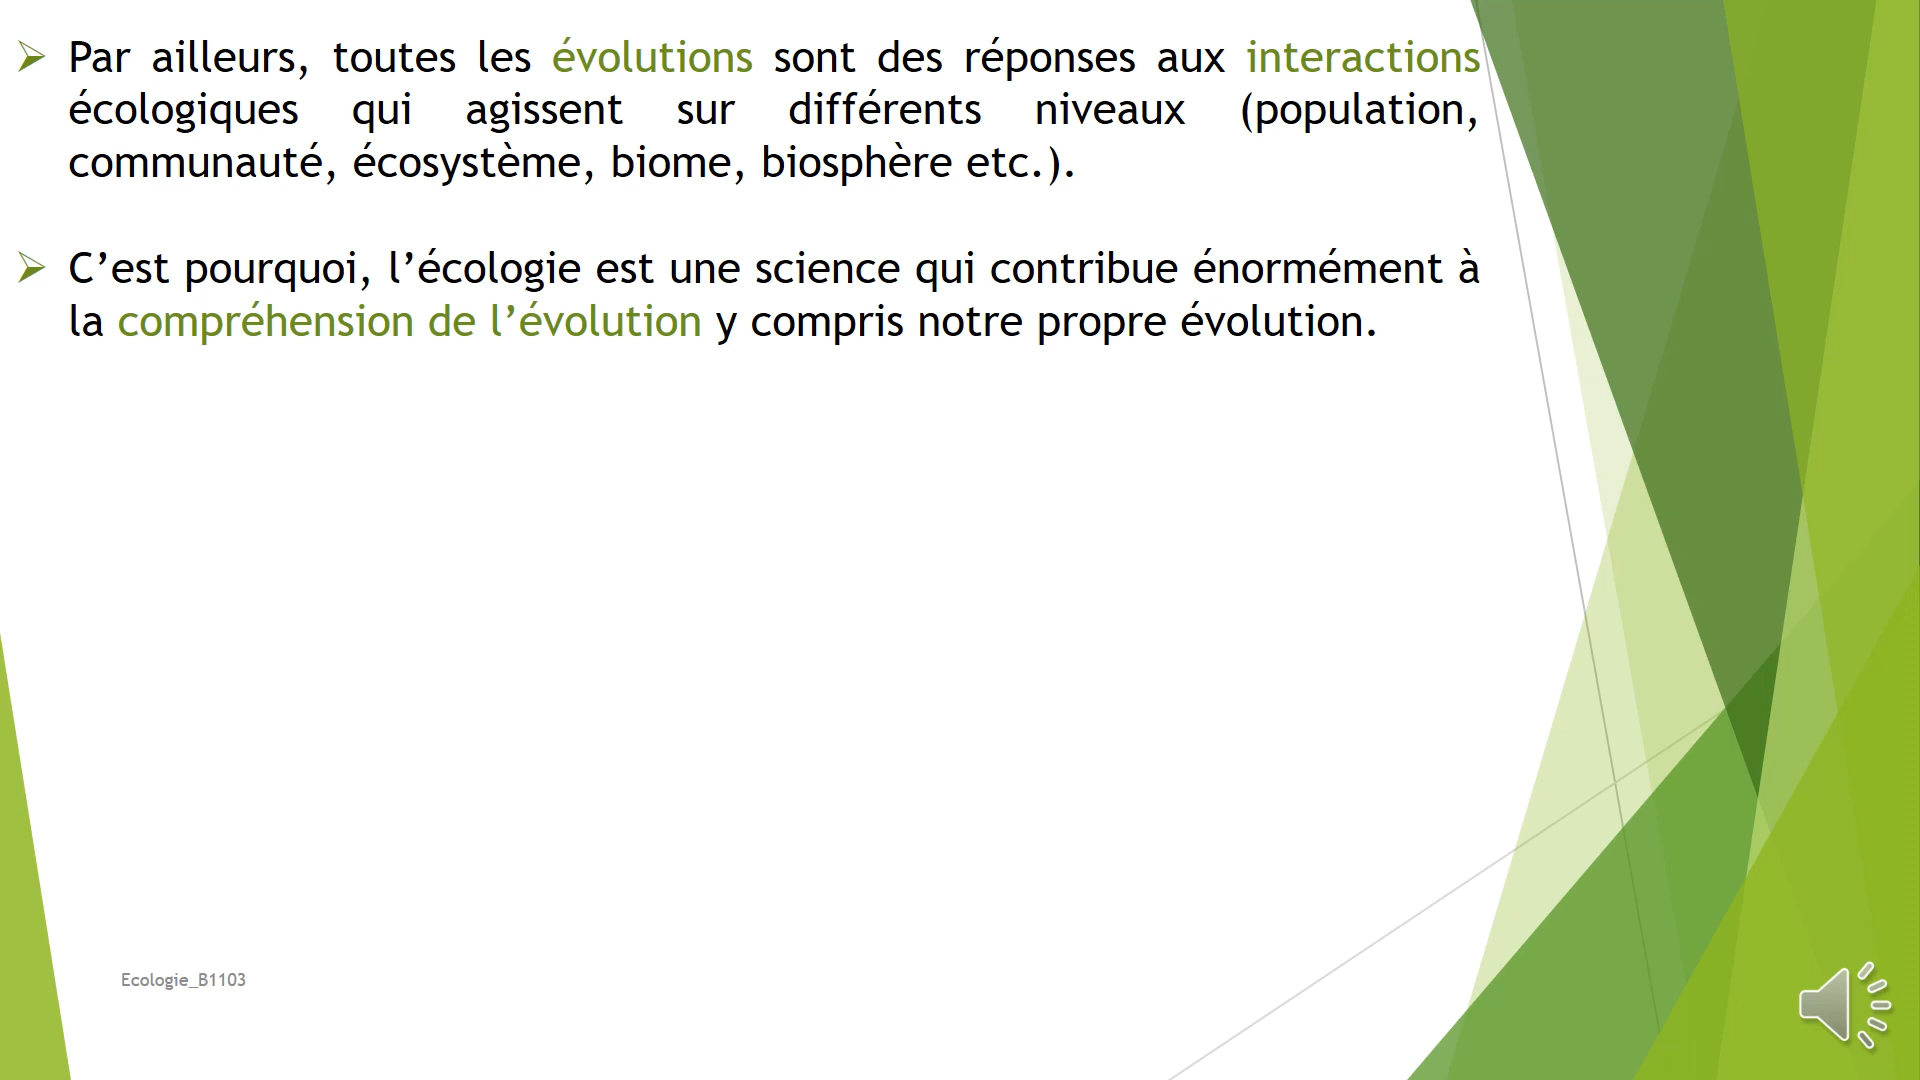 Par ailleurs, toutes les évolutions sont des réponses aux interactions
écologiques qui agissent sur différents niveaux (population,
communauté, écosystème, biome, biosphère etc.).
C’est pourquoi, l’écologie est une science qui contribue énormément à
la compréhension de l’évolution y compris notre propre évolution.
Ecologie_B1103